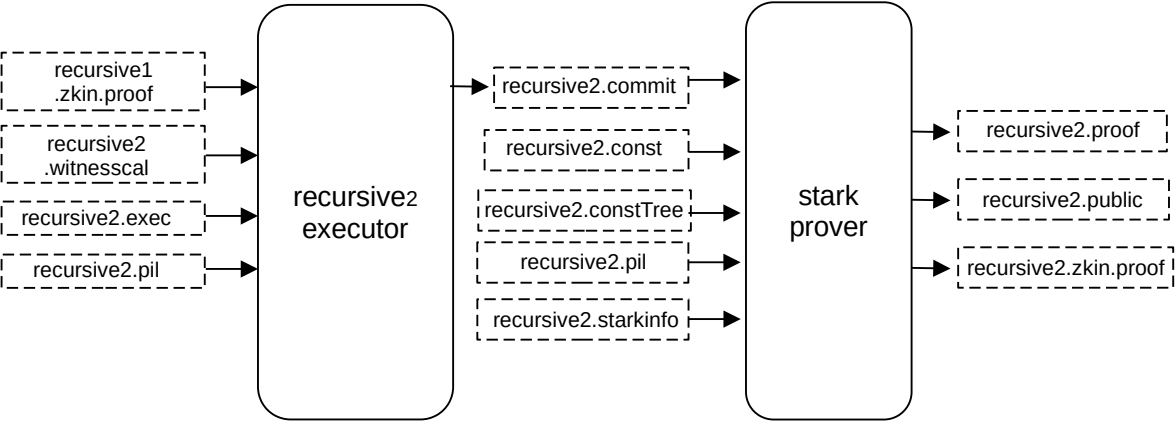 recursive1
.zkin.proof
recursive2
.witnesscal
recursive2.exec
recursive2.pil
recursive2
executor
recursive2.commit
recursive2.const
recursive2.constTree
recursive2.pil
recursive2.starkinfo
stark
prover
recursive2.proof
recursive2.public
recursive2.zkin.proof